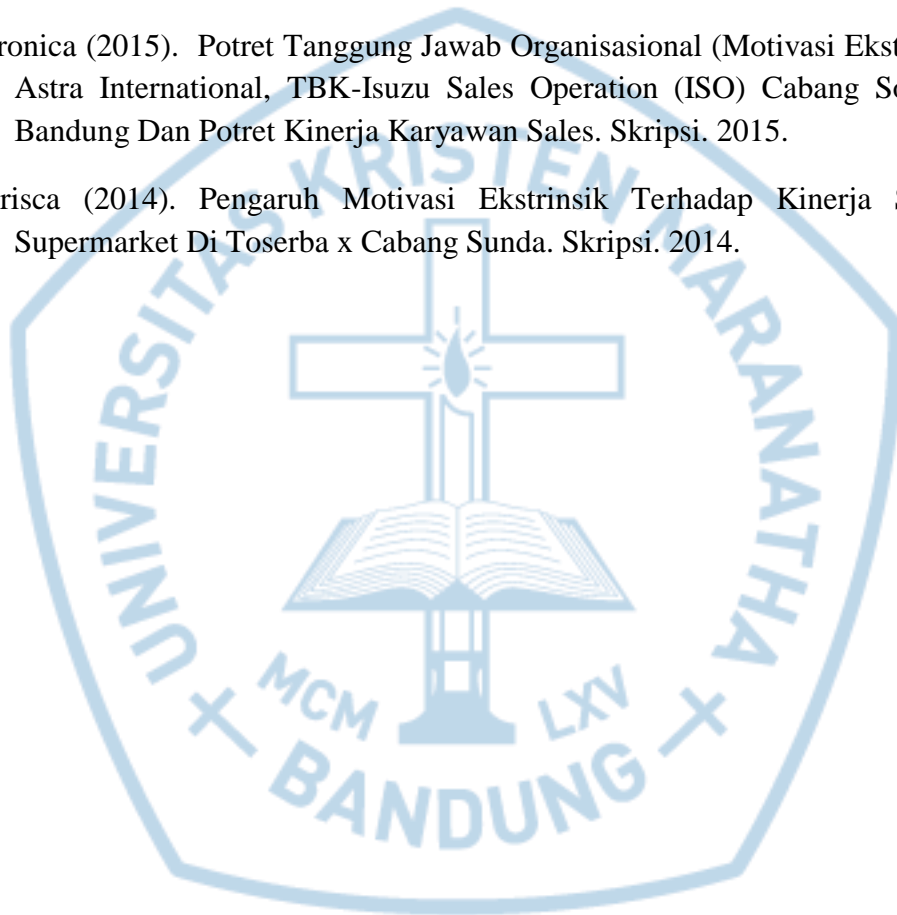 ronica (2015). Potret Tanggung Jawab Organisasional (Motivasi Ekst
Astra International, TBK-Isuzu Sales Operation (ISO) Cabang So
Bandung Dan Potret Kinerja Karyawan Sales. Skripsi. 2015.
risca (2014). Pengaruh Motivasi Ekstrinsik Terhadap Kinerja S
Supermarket Di Toserba x Cabang Sunda. Skripsi. 2014.
UNIVERSITAS KRISTEN MARANATHA
MCM LXV
BANDUNG